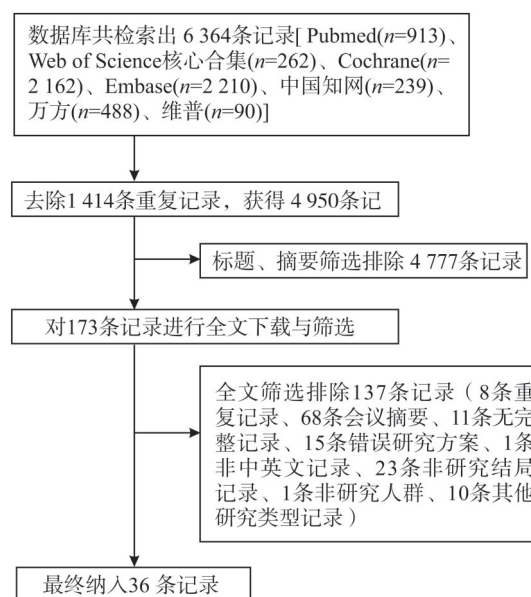 数据库共检索出 6 364条记录[ Pubmed(n=913)、
Web of Science核心合集(n=262)、Cochrane(n=
2 162)、Embase(n=2 210)、中国知网(n=239)、
万方(n=488)、维普(n=90)]
去除1 414条重复记录，获得 4 950条记
标题、摘要筛选排除 4 777条记录
对173条记录进行全文下载与筛选
全文筛选排除137条记录（8条重
复记录、68条会议摘要、11条无完
整记录、15条错误研究方案、1条
非中英文记录、23条非研究结局
记录、1条非研究人群、10条其他
研究类型记录）
最终纳入36 条记录